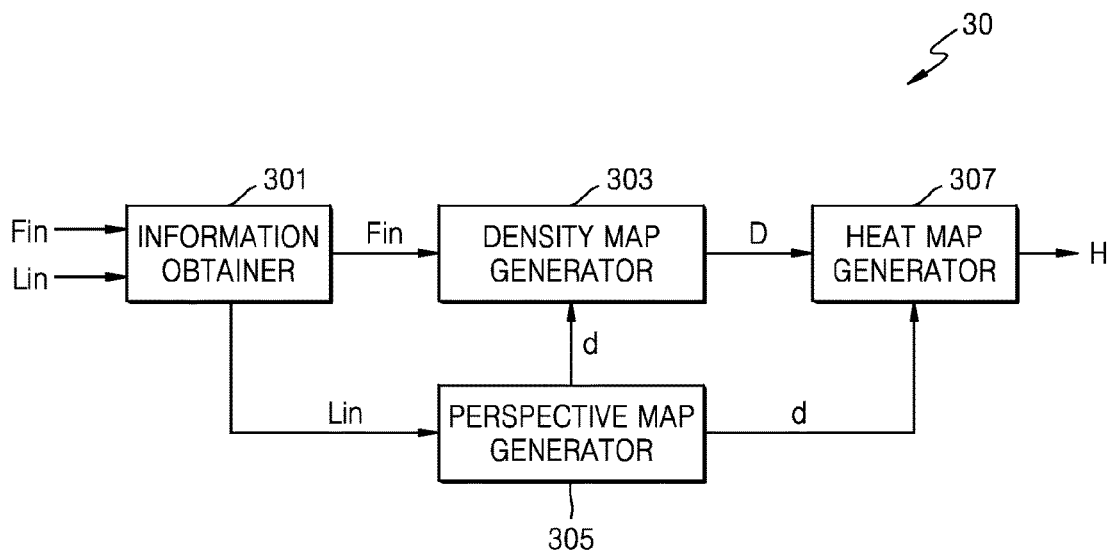 30
301
303
307
Fin
Lin
INFORMATION
OBTAINER
Fin
DENSITY MAP
GENERATOR
D
HEAT MAP
GENERATOR
H
d
Lin
PERSPECTIVE MAP
GENERATOR
d
305